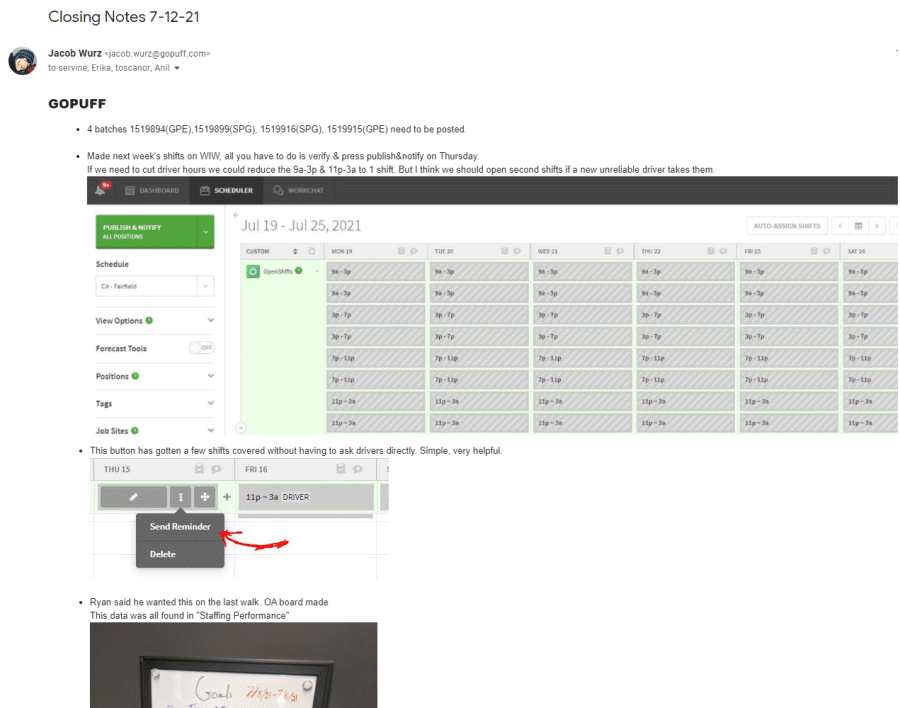 Closing Notes 7-12-21
Jacob Wurz <jacob.wurz@gopuff.com>
to servine, Erika, toscanor, Anil
GOPUFF
• 4 batches 1519894(GPE),1519899(SPG), 1519916(SPG), 1519915(GPE) need to be posted.
• Made next week's shifts on WIW, all you have to do is verify & press publish&notify on Thursday.
If we need to cut driver hours we could reduce the 9a-3p & 11p-3a to 1 shift. But I think we should open second shifts if a new unreliable driver takes them.
9+ DASHBOARD SCHEDULER WORKCHAT
PUBLISH & NOTIFY
ALL POSITIONS
Jul 19 - Jul 25, 2021
AUTO-ASSIGN SHIFTS
CUSTOM MON 19 TUE 20 WED 21 THU 22 FRI 23 SAT 24
Schedule
OpenShifts 9a - 3p 9a - 3p 9a - 3p 9a - 3p 9a - 3p 9a - 3p
CA - Fairfield
9a - 3p 9a - 3p 9a - 3p 9a - 3p 9a - 3p 9a - 3p
View Options
3p - 7p 3p - 7p 3p - 7p 3p - 7p 3p - 7p 3p - 7p
3p - 7p 3p - 7p 3p - 7p 3p - 7p 3p - 7p 3p - 7p
Forecast Tools OFF
7p - 11p 7p - 11p 7p - 11p 7p - 11p 7p - 11p 7p - 11p
Positions
7p - 11p 7p - 11p 7p - 11p 7p - 11p 7p - 11p 7p - 11p
Tags
11p ~ 3a 11p ~ 3a 11p ~ 3a 11p ~ 3a 11p ~ 3a 11p ~ 3a
Job Sites
11p ~ 3a 11p ~ 3a 11p ~ 3a 11p ~ 3a 11p ~ 3a 11p ~ 3a
• This button has gotten a few shifts covered without having to ask drivers directly. Simple, very helpful.
THU 15 FRI 16
11p ~ 3a DRIVER
Send Reminder
Delete
• Ryan said he wanted this on the last walk. OA board made
This data was all found in "Staffing Performance"
Goals